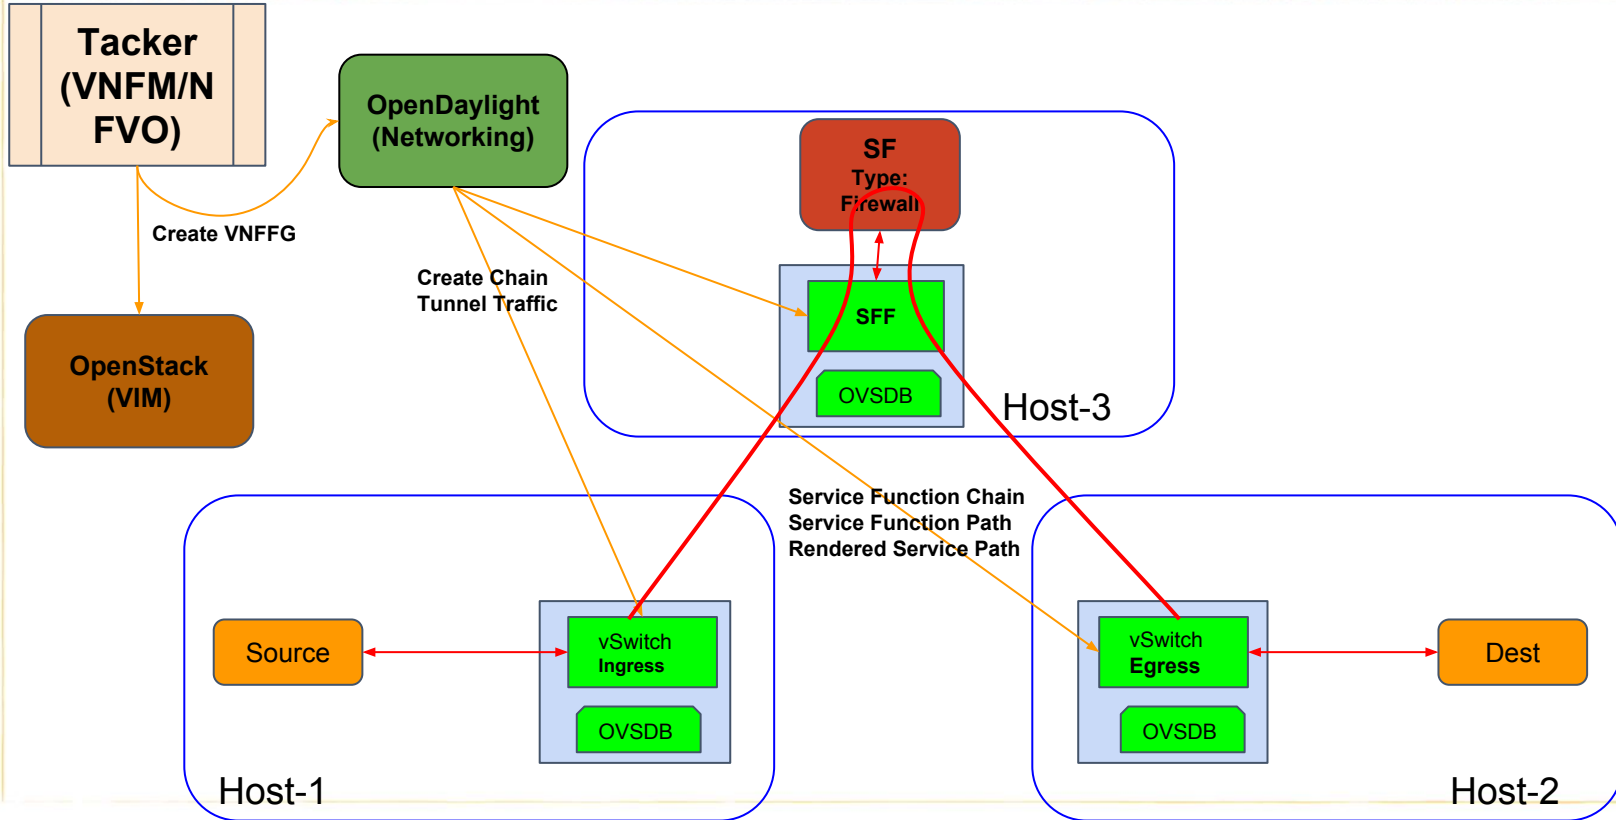 Tacker
(VNFM/N
FVO)
OpenDaylight
(Networking)
SF
Type:
Firewall
Create VNFFG
Create Chain
Tunnel Traffic
SFF
OpenStack
(VIM)
OVSDB
Host-3
Service Function Chain
Service Function Path
Rendered Service Path
Source
vSwitch
Ingress
vSwitch
Egress
Dest
OVSDB
OVSDB
Host-1
Host-2